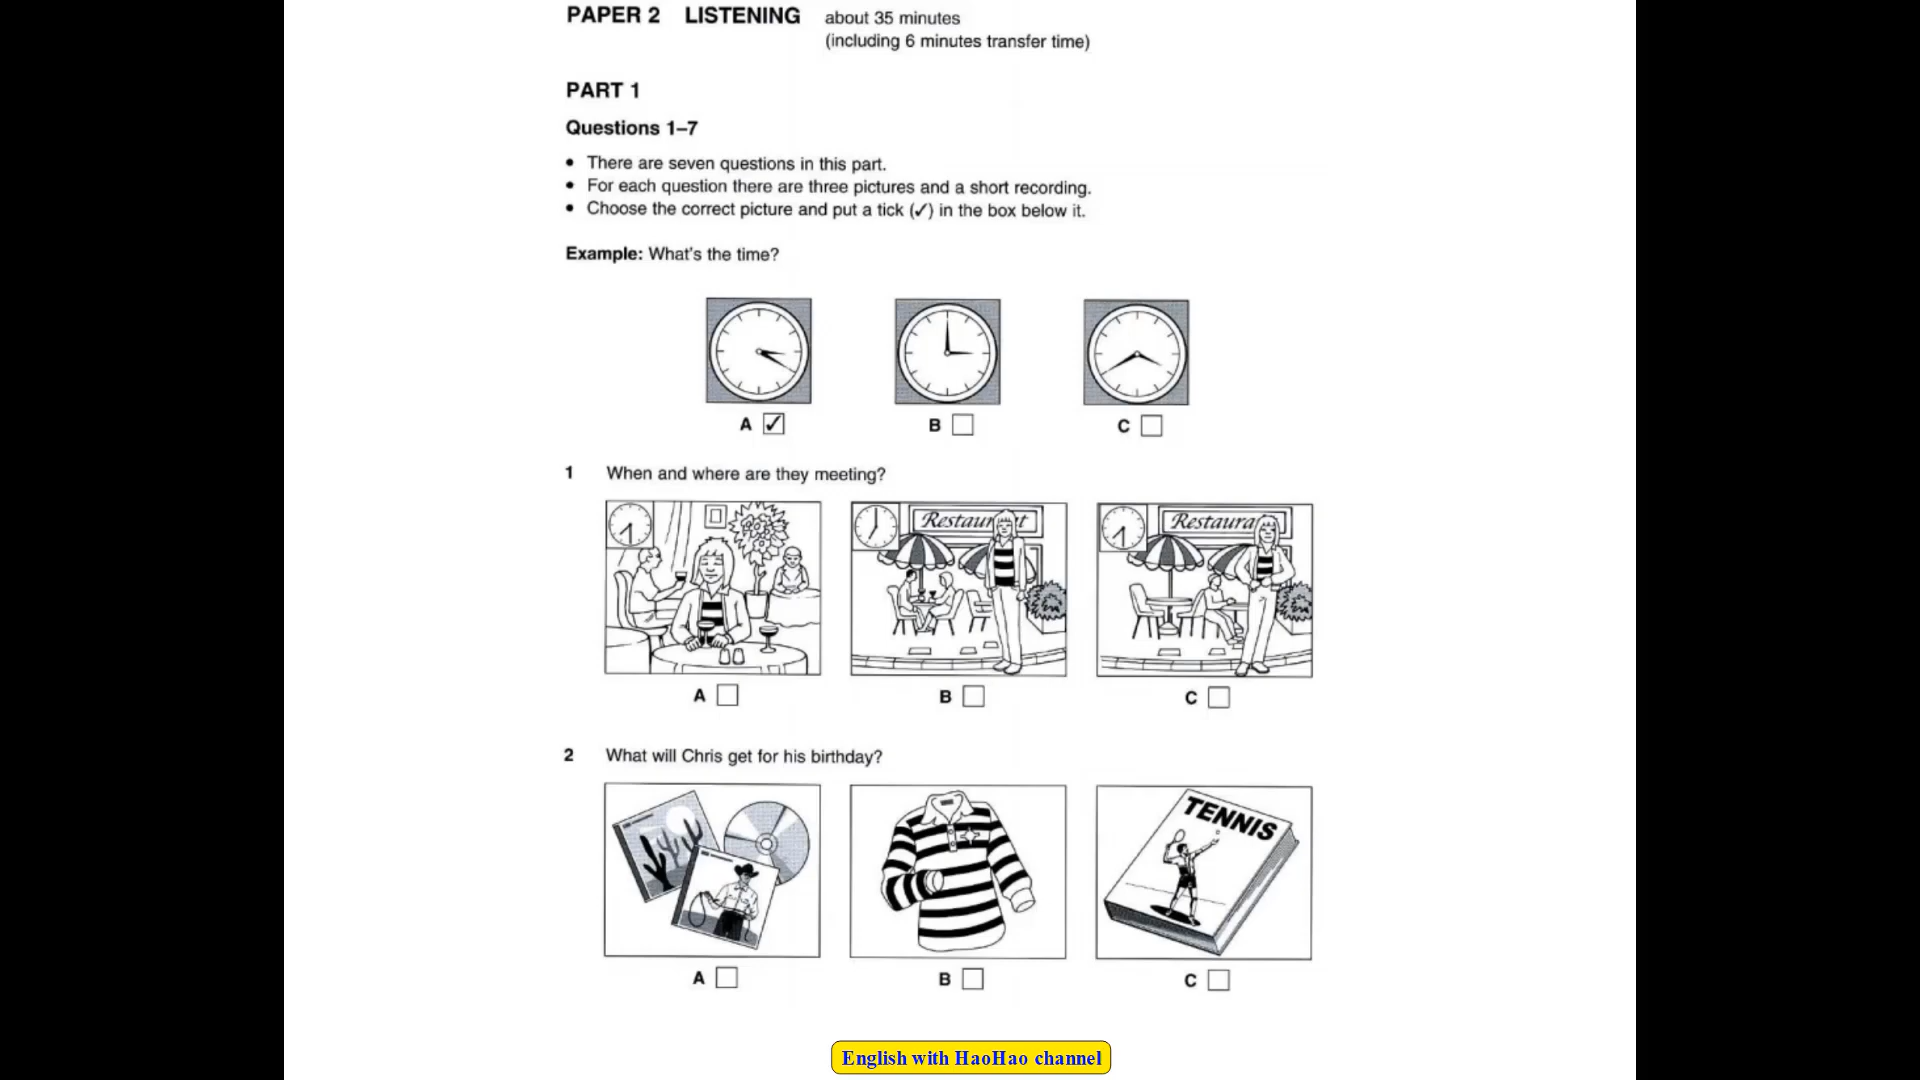 PAPER 2 LISTENING about 35 minutes
(including 6 minutes transfer time)
PART 1
Questions 1–7
• There are seven questions in this part.
• For each question there are three pictures and a short recording.
• Choose the correct picture and put a tick (✓) in the box below it.
Example: What's the time?
A ✓ B C
1 When and where are they meeting?
Restaurant Restaura
A B C
2 What will Chris get for his birthday?
TENNIS
A B C
English with HaoHao channel